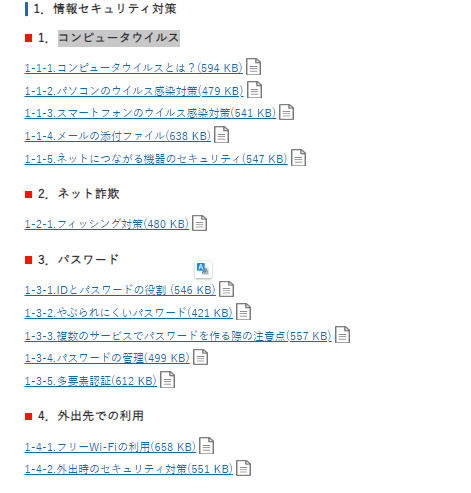 1. 情報セキュリティ対策
1. コンピュータウイルス
1-1-1.コンピュータウイルスとは？(594 KB)
1-1-2.パソコンのウイルス感染対策(479 KB)
1-1-3.スマートフォンのウイルス感染対策(541 KB)
1-1-4.メールの添付ファイル(638 KB)
1-1-5.ネットにつながる機器のセキュリティ(547 KB)
2. ネット詐欺
1-2-1.フィッシング対策(480 KB)
3. パスワード
1-3-1.IDとパスワードの役割 (546 KB)
1-3-2.やぶられにくいパスワード(421 KB)
1-3-3.複数のサービスでパスワードを作る際の注意点(557 KB)
1-3-4.パスワードの管理(499 KB)
1-3-5.多要素認証(612 KB)
4. 外出先での利用
1-4-1.フリーWi-Fiの利用(658 KB)
1-4-2.外出時のセキュリティ対策(551 KB)